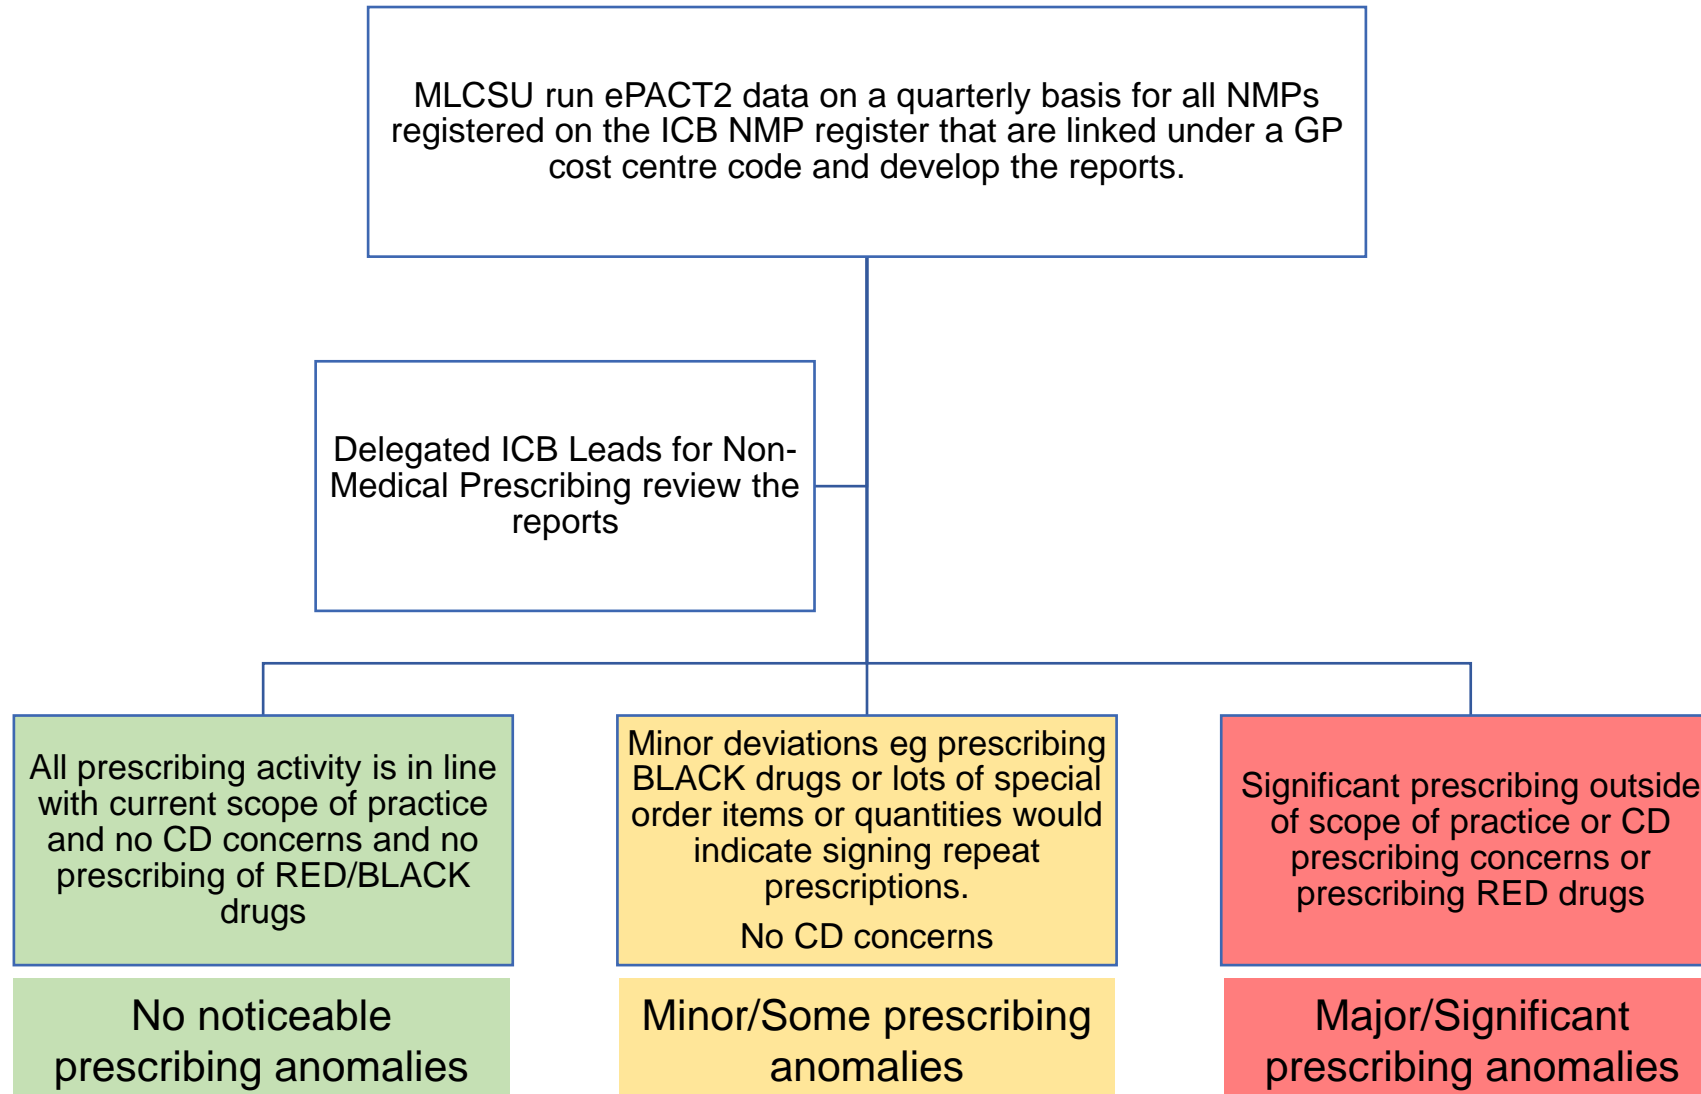 MLCSU run ePACT2 data on a quarterly basis for all NMPs
registered on the ICB NMP register that are linked under a GP
cost centre code and develop the reports.
Delegated ICB Leads for Non-
Medical Prescribing review the
reports
All prescribing activity is in line
with current scope of practice
and no CD concerns and no
prescribing of RED/BLACK
drugs
Minor deviations eg prescribing
BLACK drugs or lots of special
order items or quantities would
indicate signing repeat
prescriptions.
No CD concerns
Significant prescribing outside
of scope of practice or CD
prescribing concerns or
prescribing RED drugs
No noticeable
prescribing anomalies
Minor/Some prescribing
anomalies
Major/Significant
prescribing anomalies